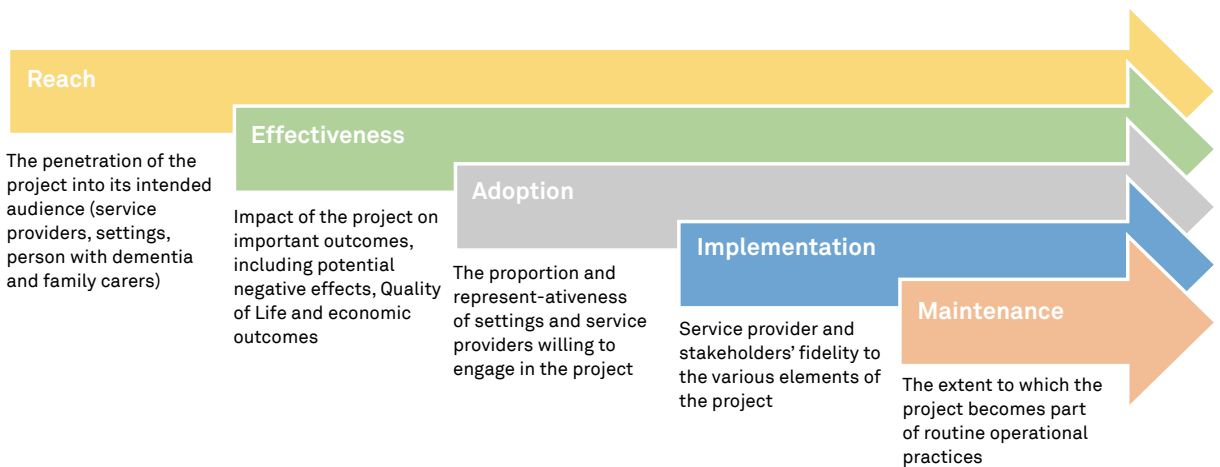 Reach
The penetration of the
project into its intended
audience (service
providers, settings,
person with dementia
and family carers)
Effectiveness
Impact of the project on
important outcomes,
including potential
negative effects, Quality
of Life and economic
outcomes
Adoption
The proportion and
represent-ativeness
of settings and service
providers willing to
engage in the project
Implementation
Service provider and
stakeholders’ fidelity to
the various elements of
the project
Maintenance
The extent to which the
project becomes part
of routine operational
practices